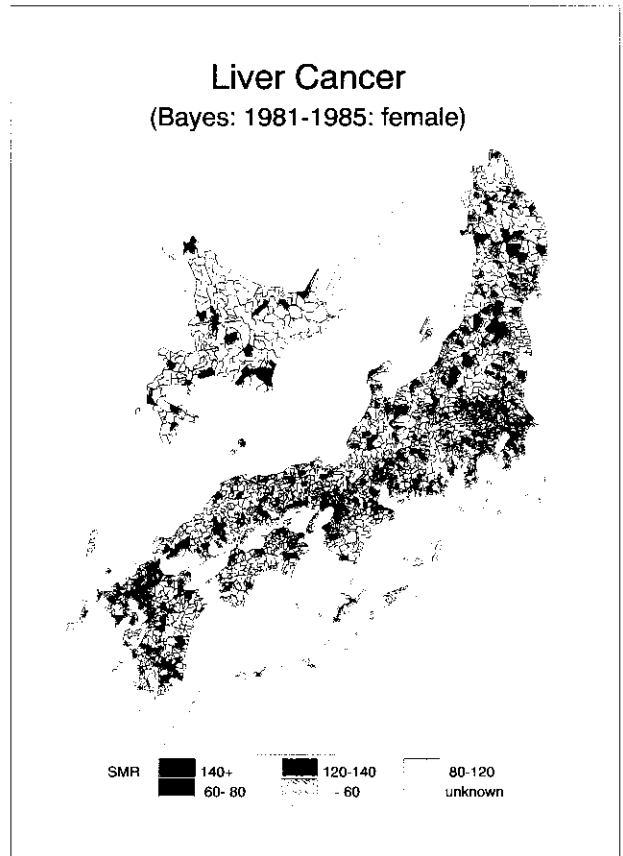 Liver Cancer
(Bayes: 1981-1985: female)
SMR 140+ 120-140 80-120
60- 80 - 60 unknown